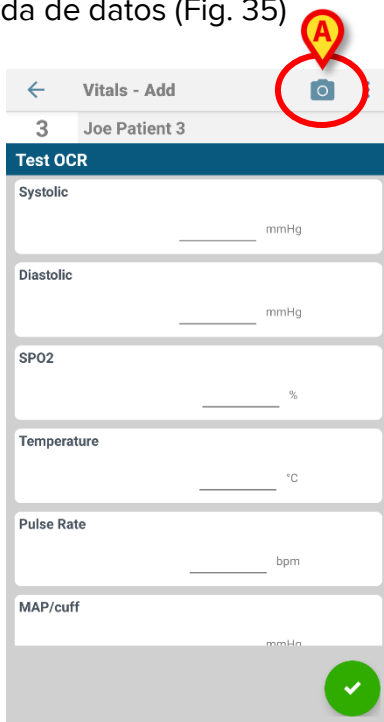 da de datos (Fig. 35)
A
Vitals - Add
3 Joe Patient 3
Test OCR
Systolic
mmHg
Diastolic
mmHg
SPO2
%
Temperature
°C
Pulse Rate
bpm
MAP/cuff
mmHg